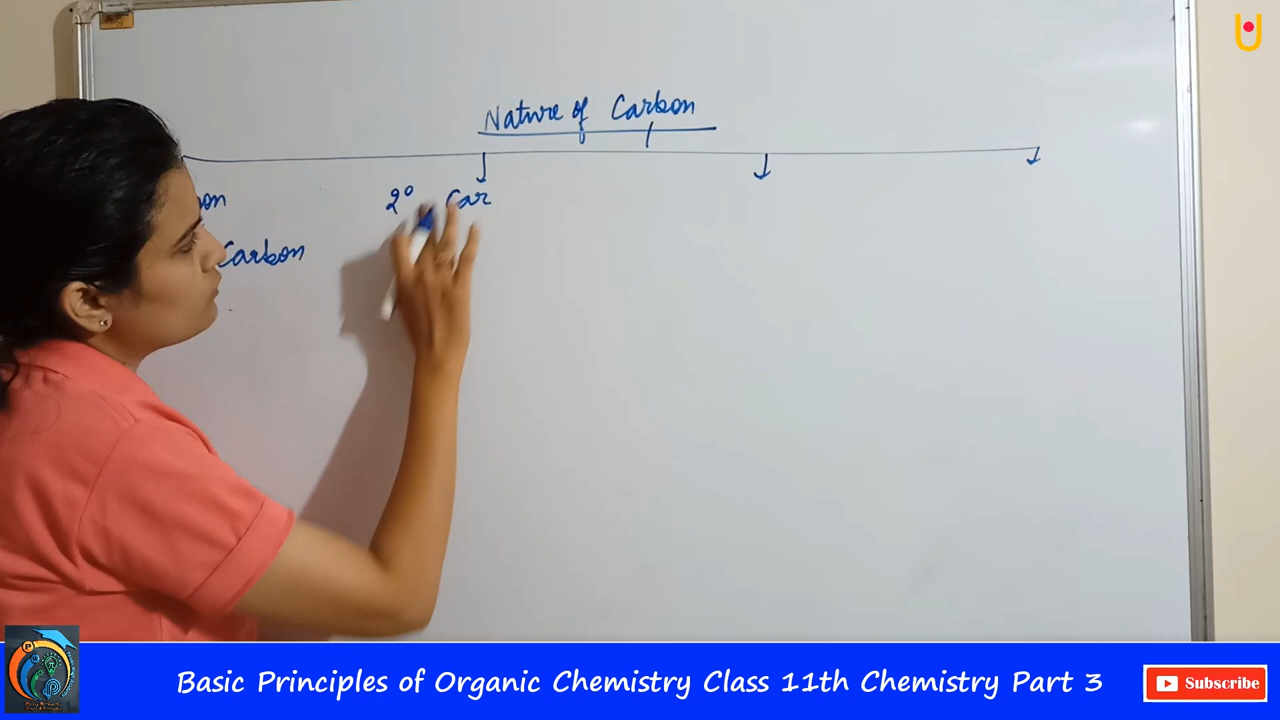 Nature of Carbon
2° Car
Carbon
Basic Principles of Organic Chemistry Class 11th Chemistry Part 3
Subscribe